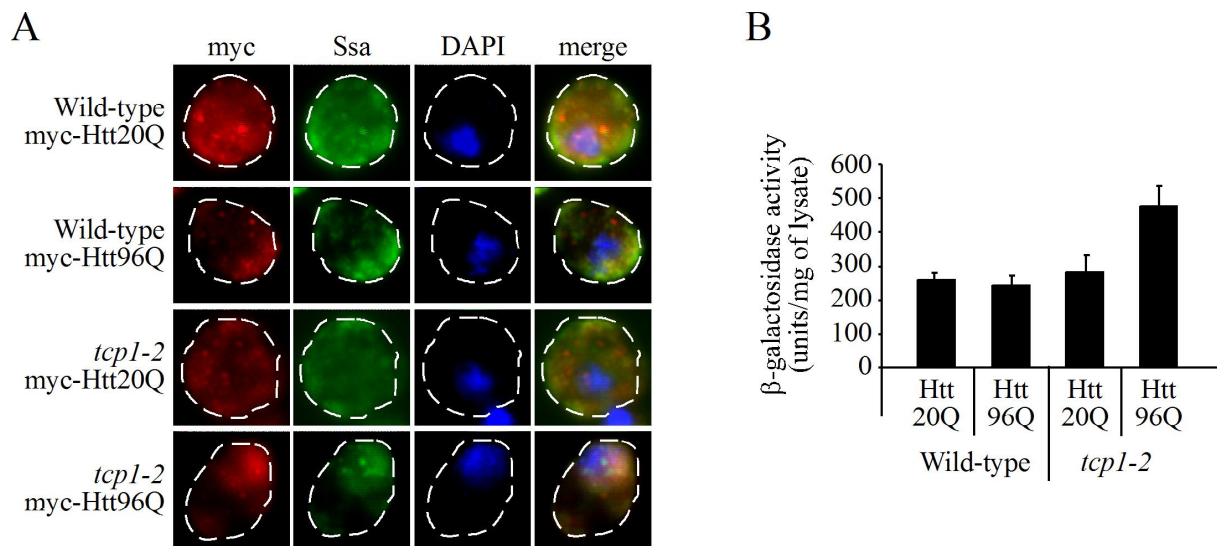 A
B
myc
Ssa
DAPI
merge
Wild-type
myc-Htt20Q
Wild-type
myc-Htt96Q
tcp1-2
myc-Htt20Q
tcp1-2
myc-Htt96Q
β-galactosidase activity
(units/mg of lysate)
600
500
400
300
200
100
0
Htt
20Q
Htt
96Q
Htt
20Q
Htt
96Q
Wild-type
tcp1-2